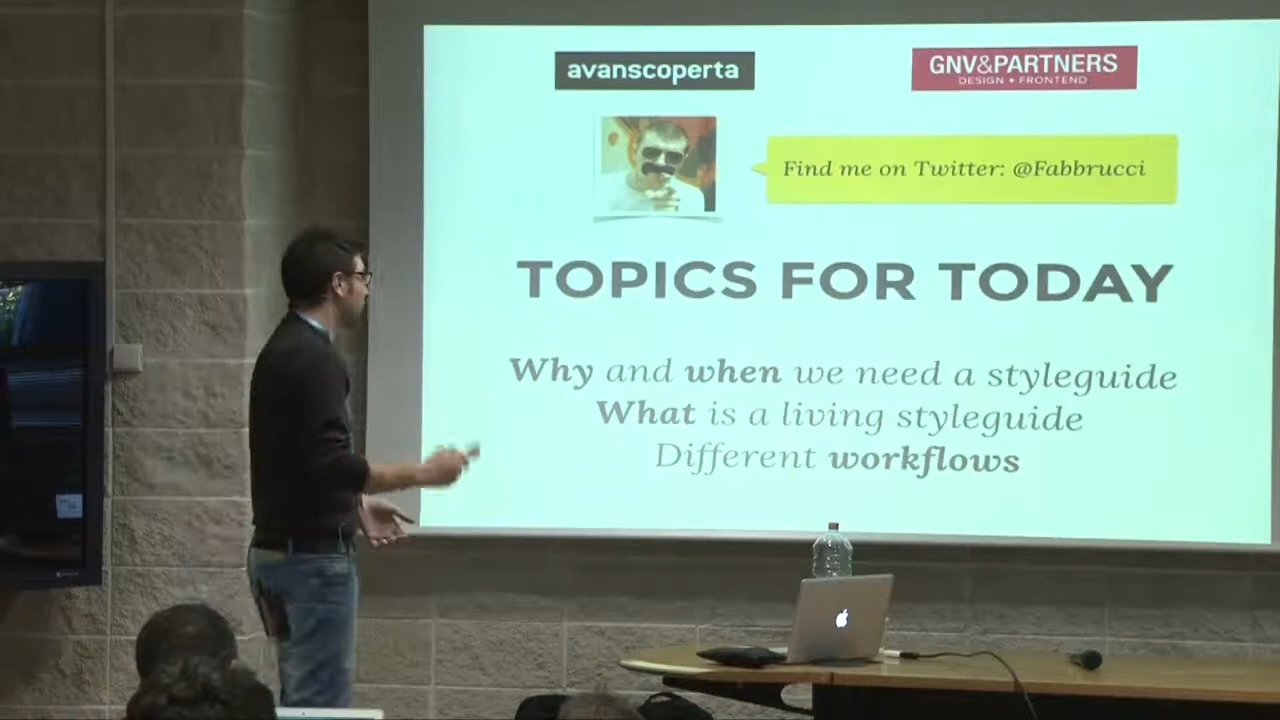 avanscoperta
GNV&PARTNERS
DESIGN + FRONTEND
Find me on Twitter: @Fabbrucci
TOPICS FOR TODAY
Why and when we need a styleguide
What is a living styleguide
Different workflows